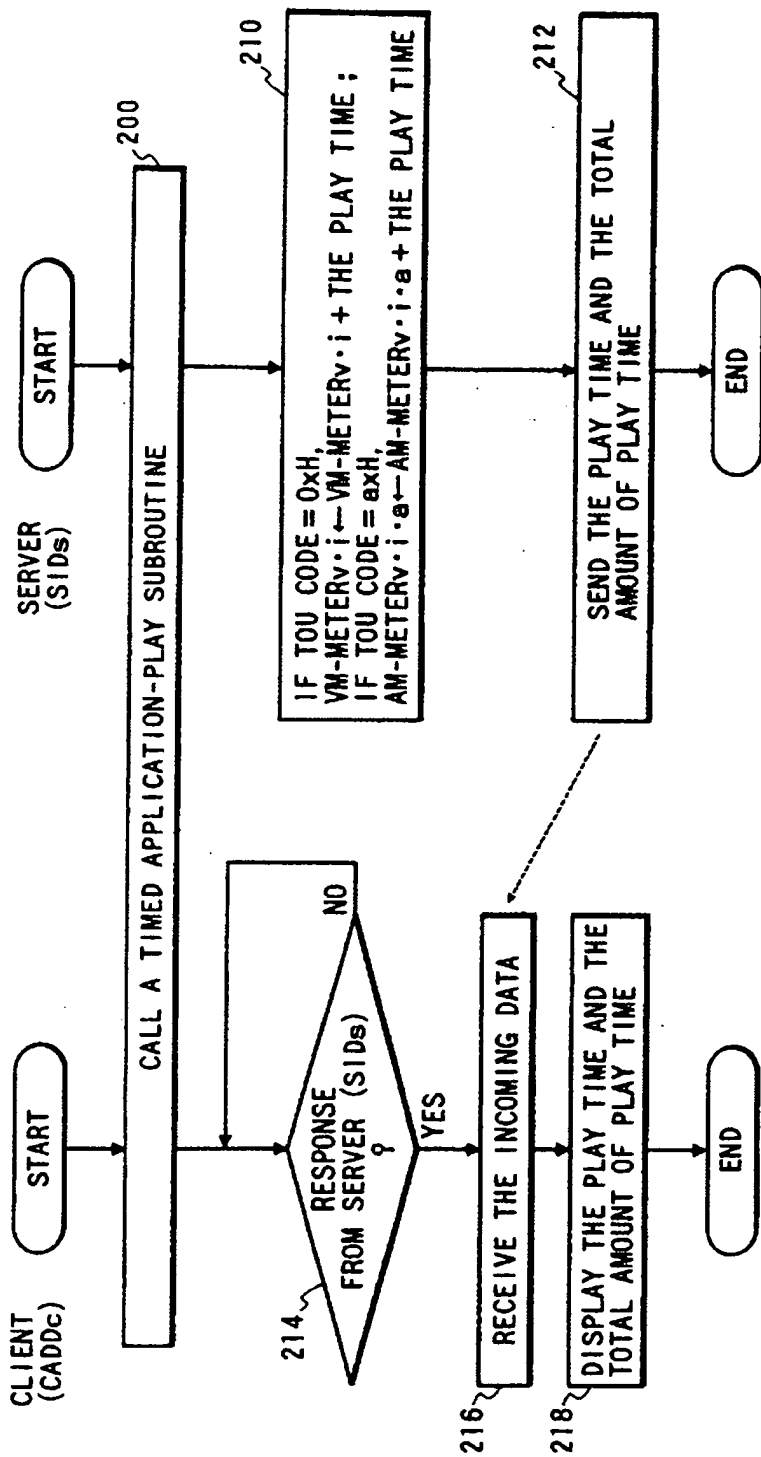 CLIENT
(CADDc)
START
SERVER
(SIDs)
START
200
CALL A TIMED APPLICATION-PLAY SUBROUTINE
214
RESPONSE
FROM SERVER (SIDs)
?
NO
YES
210
IF TOU CODE = 0xH,
VM-METERv·i ← VM-METERv·i + THE PLAY TIME ;
IF TOU CODE = axH,
AM-METERv·i·a ← AM-METERv·i·a + THE PLAY TIME
212
SEND THE PLAY TIME AND THE TOTAL
AMOUNT OF PLAY TIME
216
RECEIVE THE INCOMING DATA
218
DISPLAY THE PLAY TIME AND THE
TOTAL AMOUNT OF PLAY TIME
END
END